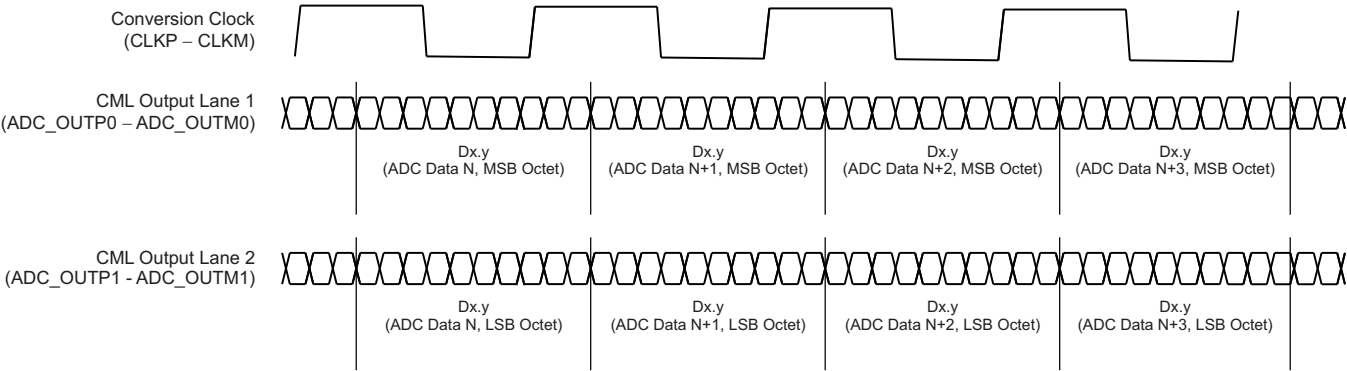 Conversion Clock
(CLKP – CLKM)
CML Output Lane 1
(ADC_OUTP0 – ADC_OUTM0)
Dx.y
(ADC Data N, MSB Octet)
Dx.y
(ADC Data N+1, MSB Octet)
Dx.y
(ADC Data N+2, MSB Octet)
Dx.y
(ADC Data N+3, MSB Octet)
CML Output Lane 2
(ADC_OUTP1 - ADC_OUTM1)
Dx.y
(ADC Data N, LSB Octet)
Dx.y
(ADC Data N+1, LSB Octet)
Dx.y
(ADC Data N+2, LSB Octet)
Dx.y
(ADC Data N+3, LSB Octet)